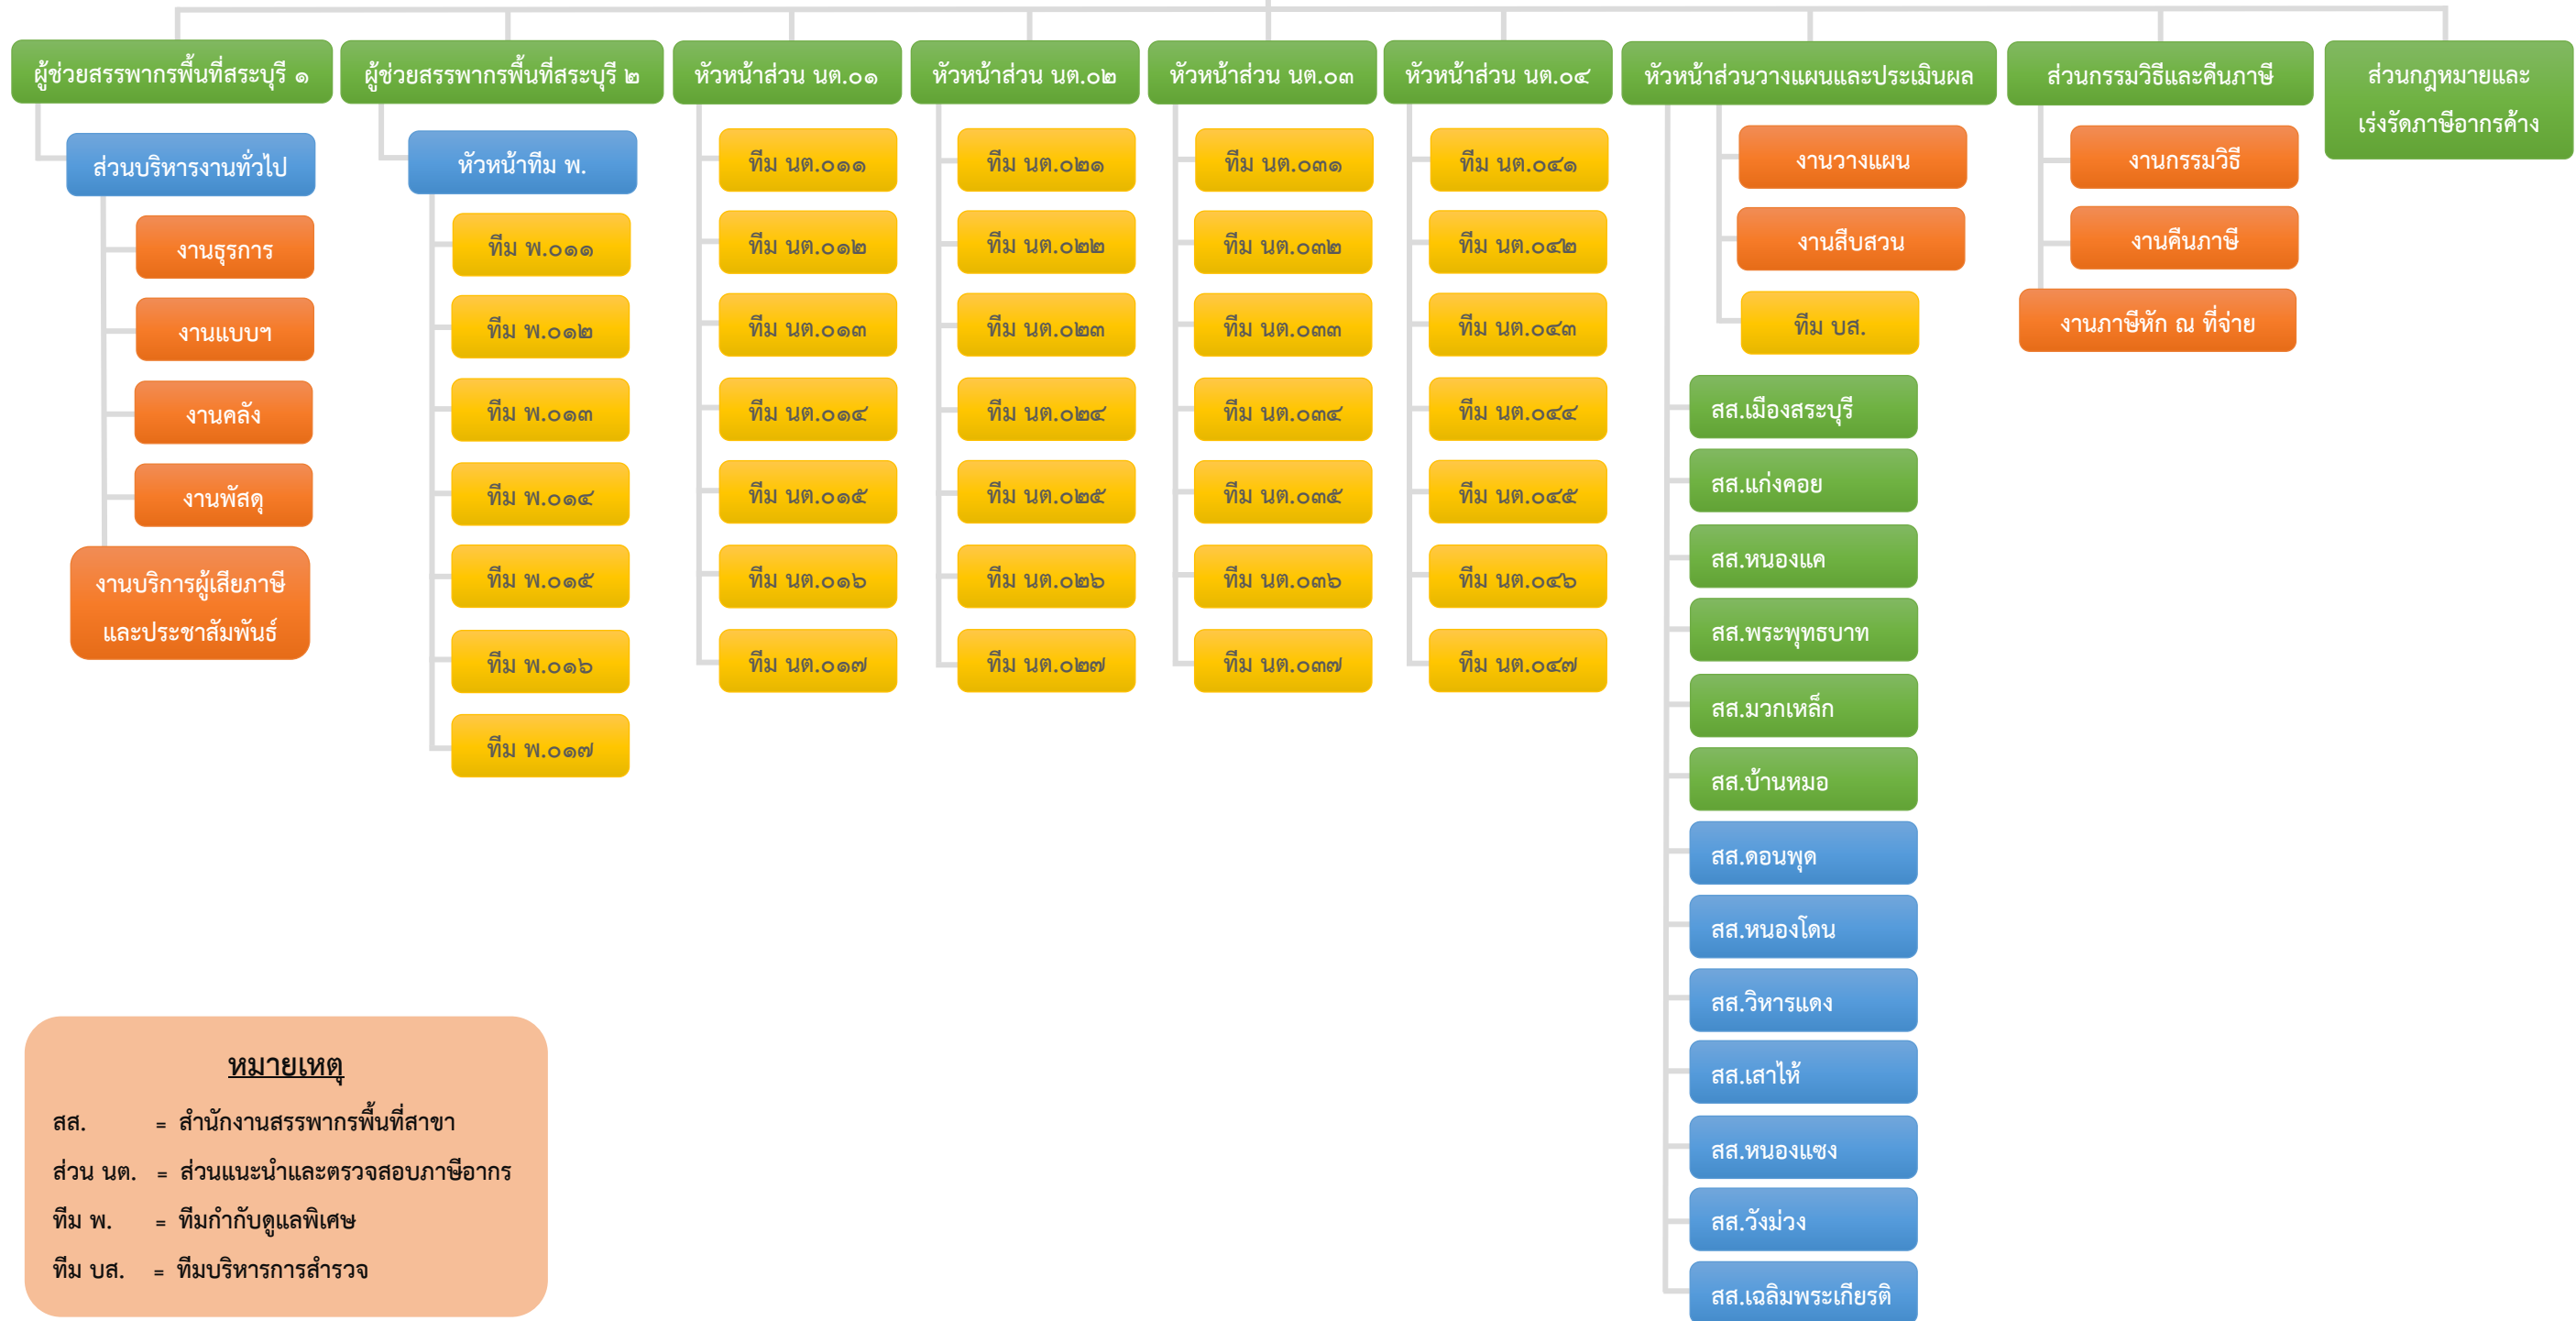 ผู้ช่วยสรรพากรพื้นที่สระบุรี ๑
ส่วนบริหารงานทั่วไป
งานธุรการ
งานแบบฯ
งานคลัง
งานพัสดุ
งานบริการผู้เสียภาษี
และประชาสัมพันธ์
ผู้ช่วยสรรพากรพื้นที่สระบุรี ๒
หัวหน้าทีม พ.
ทีม พ.๐๑๑
ทีม พ.๐๑๒
ทีม พ.๐๑๓
ทีม พ.๐๑๔
ทีม พ.๐๑๕
ทีม พ.๐๑๖
ทีม พ.๐๑๗
หัวหน้าส่วน นต.๐๑
ทีม นต.๐๑๑
ทีม นต.๐๑๒
ทีม นต.๐๑๓
ทีม นต.๐๑๔
ทีม นต.๐๑๕
ทีม นต.๐๑๖
ทีม นต.๐๑๗
หัวหน้าส่วน นต.๐๒
ทีม นต.๐๒๑
ทีม นต.๐๒๒
ทีม นต.๐๒๓
ทีม นต.๐๒๔
ทีม นต.๐๒๕
ทีม นต.๐๒๖
ทีม นต.๐๒๗
หัวหน้าส่วน นต.๐๓
ทีม นต.๐๓๑
ทีม นต.๐๓๒
ทีม นต.๐๓๓
ทีม นต.๐๓๔
ทีม นต.๐๓๕
ทีม นต.๐๓๖
ทีม นต.๐๓๗
หัวหน้าส่วน นต.๐๔
ทีม นต.๐๔๑
ทีม นต.๐๔๒
ทีม นต.๐๔๓
ทีม นต.๐๔๔
ทีม นต.๐๔๕
ทีม นต.๐๔๖
ทีม นต.๐๔๗
หัวหน้าส่วนวางแผนและประเมินผล
งานวางแผน
งานสืบสวน
ทีม บส.
สส.เมืองสระบุรี
สส.แก่งคอย
สส.หนองแค
สส.พระพุทธบาท
สส.มวกเหล็ก
สส.บ้านหมอ
สส.ดอนพุด
สส.หนองโดน
สส.วิหารแดง
สส.เสาไห้
สส.หนองแซง
สส.วังม่วง
สส.เฉลิมพระเกียรติ
ส่วนกรรมวิธีและคืนภาษี
งานกรรมวิธี
งานคืนภาษี
งานภาษีหัก ณ ที่จ่าย
ส่วนกฎหมายและ
เร่งรัดภาษีอากรค้าง
หมายเหตุ
สส. = สำนักงานสรรพากรพื้นที่สาขา
ส่วน นต. = ส่วนแนะนำและตรวจสอบภาษีอากร
ทีม พ. = ทีมกำกับดูแลพิเศษ
ทีม บส. = ทีมบริหารการสำรวจ